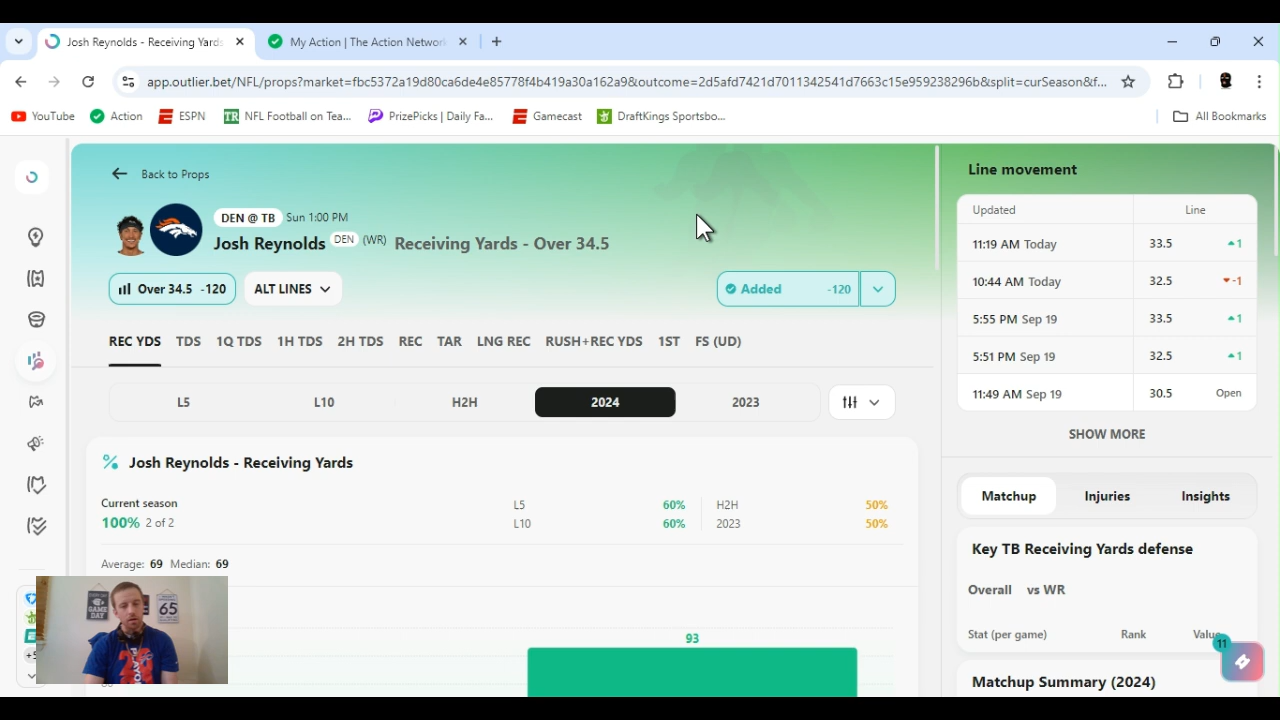 Josh Reynolds - Receiving Yards
My Action | The Action Network
app.outlier.bet/NFL/props?market=fbc5372a19d80ca6de4e85778f4b419a30a162a9&outcome=2d5afd7421d7011342541d7663c15e959238296b&split=curSeason&f...
YouTube Action ESPN NFL Football on Tea... PrizePicks | Daily Fa... Gamecast DraftKings Sportsbo... All Bookmarks
Back to Props
DEN @ TB Sun 1:00 PM
Josh Reynolds DEN (WR) Receiving Yards - Over 34.5
Over 34.5 -120 ALT LINES Added -120
REC YDS TDS 1Q TDS 1H TDS 2H TDS REC TAR LNG REC RUSH+REC YDS 1ST FS (UD)
L5 L10 H2H 2024 2023
Josh Reynolds - Receiving Yards
Current season L5 60% H2H 50%
100% 2 of 2 L10 60% 2023 50%
Average: 69 Median: 69
93
GAME DAY
65
Line movement
Updated Line
11:19 AM Today 33.5 1
10:44 AM Today 32.5 -1
5:55 PM Sep 19 33.5 1
5:51 PM Sep 19 32.5 1
11:49 AM Sep 19 30.5 Open
SHOW MORE
Matchup Injuries Insights
Key TB Receiving Yards defense
Overall vs WR
Stat (per game) Rank Value
11
Matchup Summary (2024)